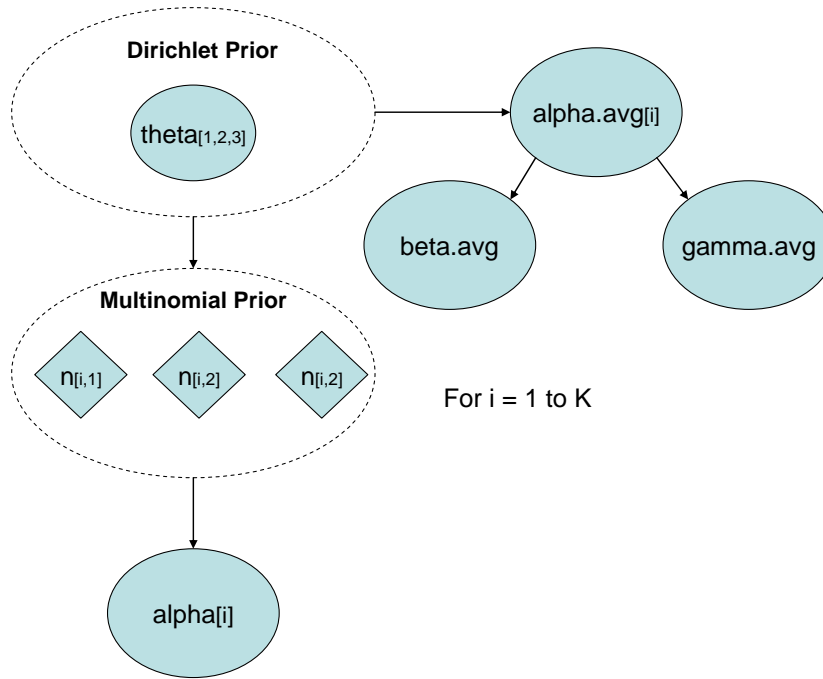 Dirichlet Prior
theta[1,2,3]
alpha.avg[i]
beta.avg
gamma.avg
Multinomial Prior
n[i,1]
n[i,2]
n[i,2]
For i = 1 to K
alpha[i]